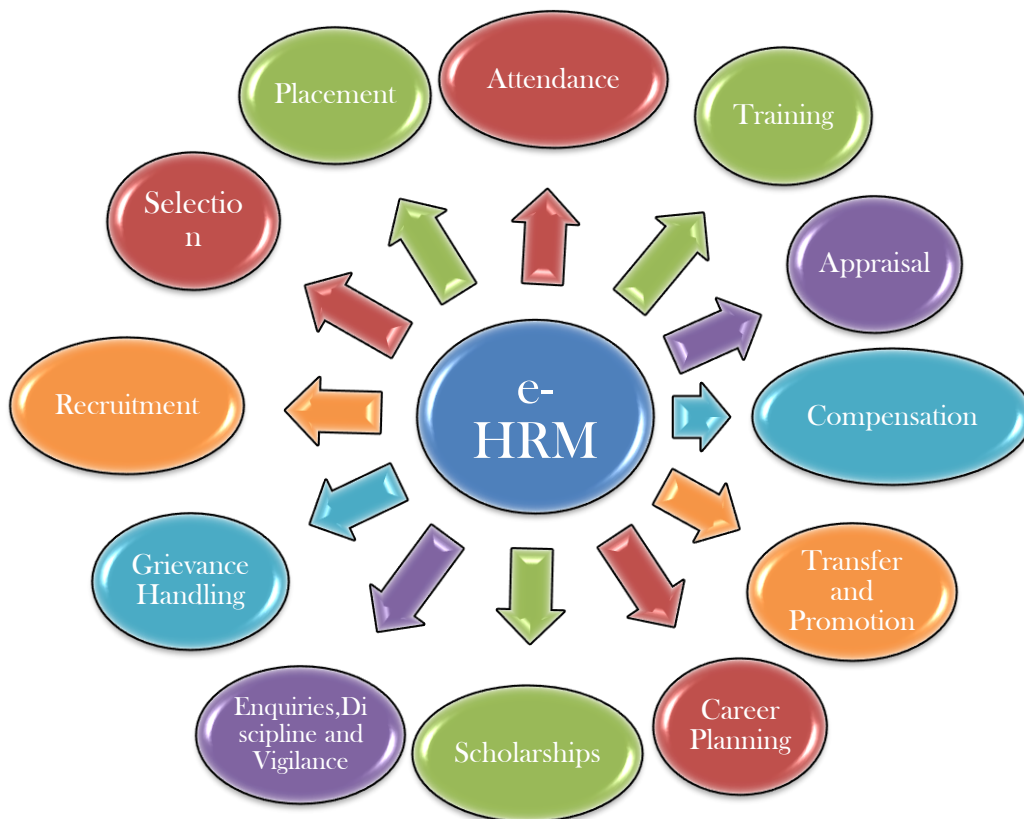 Placement
Attendance
Training
Selectio
n
Appraisal
e-
HRM
Recruitment
Compensation
Grievance
Handling
Transfer
and
Promotion
Enquiries,Di
scipline and
Vigilance
Scholarships
Career
Planning